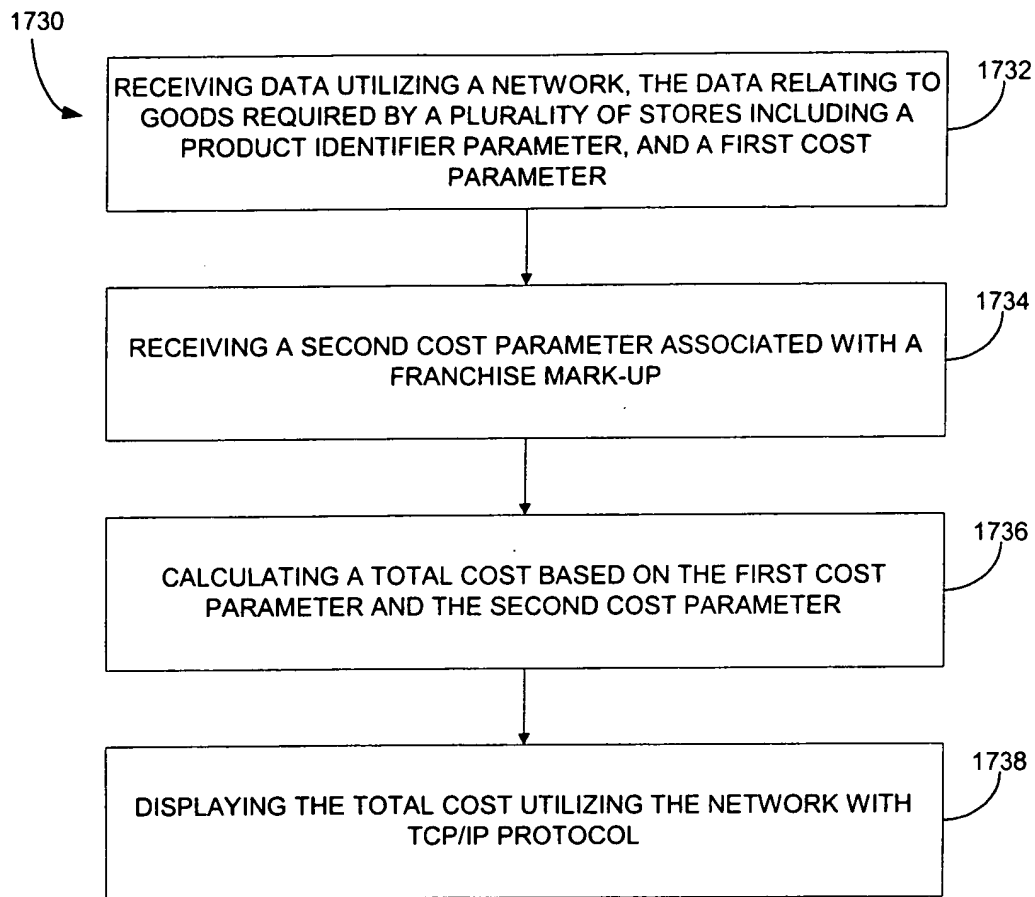 1730
1732
RECEIVING DATA UTILIZING A NETWORK, THE DATA RELATING TO
GOODS REQUIRED BY A PLURALITY OF STORES INCLUDING A
PRODUCT IDENTIFIER PARAMETER, AND A FIRST COST
PARAMETER
1734
RECEIVING A SECOND COST PARAMETER ASSOCIATED WITH A
FRANCHISE MARK-UP
1736
CALCULATING A TOTAL COST BASED ON THE FIRST COST
PARAMETER AND THE SECOND COST PARAMETER
1738
DISPLAYING THE TOTAL COST UTILIZING THE NETWORK WITH
TCP/IP PROTOCOL